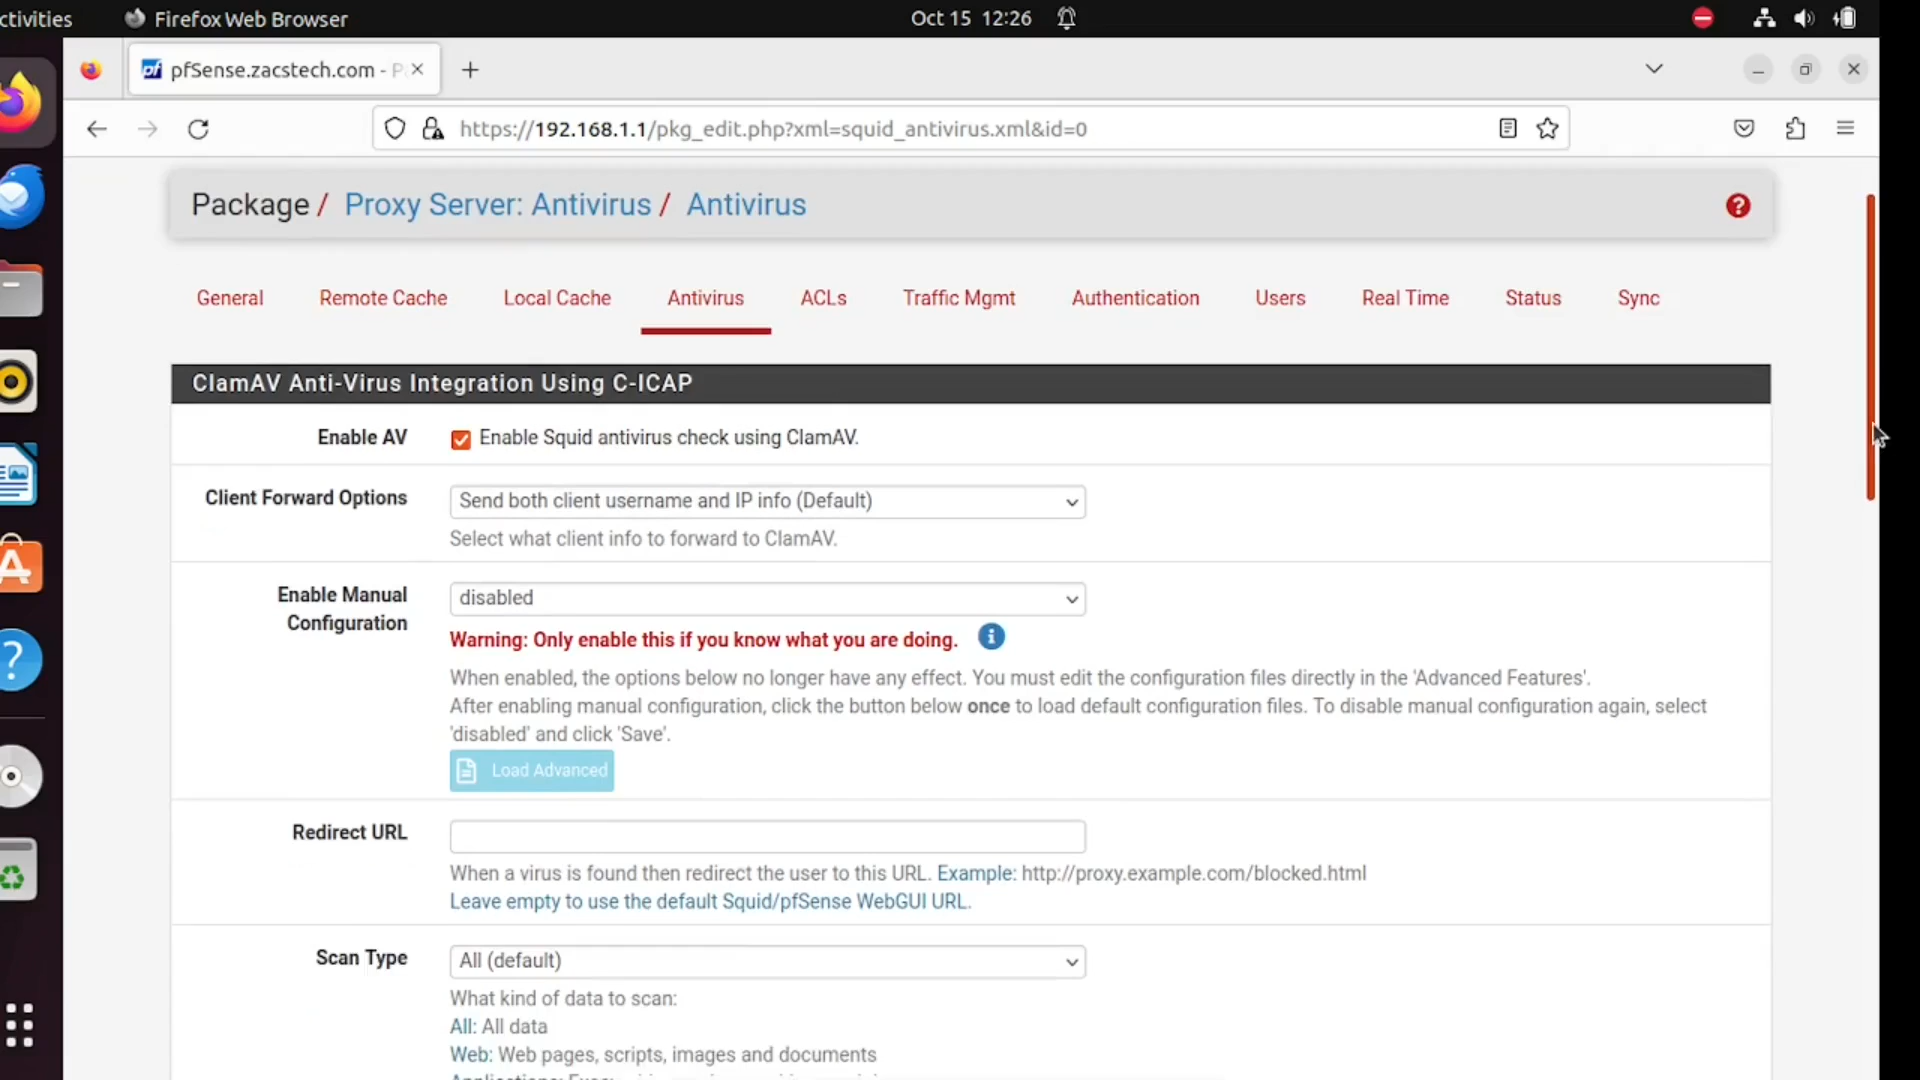 ctivities
Firefox Web Browser
Oct 15 12:26
pfSense.zacstech.com - P
https://192.168.1.1/pkg_edit.php?xml=squid_antivirus.xml&id=0
Package / Proxy Server: Antivirus / Antivirus
General Remote Cache Local Cache Antivirus ACLs Traffic Mgmt Authentication Users Real Time Status Sync
ClamAV Anti-Virus Integration Using C-ICAP
Enable AV
Enable Squid antivirus check using ClamAV.
Client Forward Options
Send both client username and IP info (Default)
Select what client info to forward to ClamAV.
Enable Manual
Configuration
disabled
Warning: Only enable this if you know what you are doing.
When enabled, the options below no longer have any effect. You must edit the configuration files directly in the 'Advanced Features'.
After enabling manual configuration, click the button below once to load default configuration files. To disable manual configuration again, select
'disabled' and click 'Save'.
Load Advanced
Redirect URL
When a virus is found then redirect the user to this URL. Example: http://proxy.example.com/blocked.html
Leave empty to use the default Squid/pfSense WebGUI URL.
Scan Type
All (default)
What kind of data to scan:
All: All data
Web: Web pages, scripts, images and documents